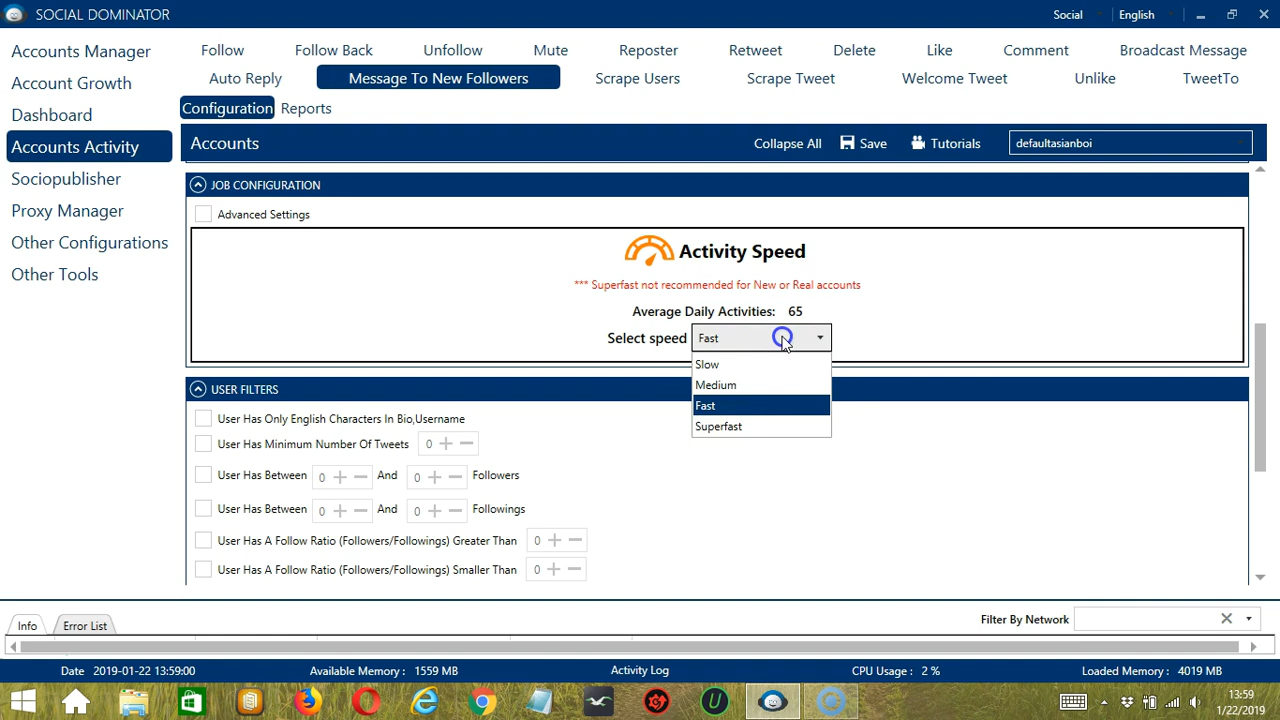 SOCIAL DOMINATOR
Social
English
Accounts Manager
Account Growth
Dashboard
Accounts Activity
Sociopublisher
Proxy Manager
Other Configurations
Other Tools
Follow Follow Back Unfollow Mute Reposter Retweet Delete Like Comment Broadcast Message
Auto Reply Message To New Followers Scrape Users Scrape Tweet Welcome Tweet Unlike TweetTo
Configuration Reports
Accounts Collapse All Save Tutorials defaultasianboi
JOB CONFIGURATION
Advanced Settings
Activity Speed
*** Superfast not recommended for New or Real accounts
Average Daily Activities: 65
Select speed Fast
Slow
Medium
Fast
Superfast
USER FILTERS
User Has Only English Characters In Bio,Username
User Has Minimum Number Of Tweets 0
User Has Between 0 And 0 Followers
User Has Between 0 And 0 Followings
User Has A Follow Ratio (Followers/Followings) Greater Than 0
User Has A Follow Ratio (Followers/Followings) Smaller Than 0
Info Error List Filter By Network
Date 2019-01-22 13:59:00 Available Memory : 1559 MB Activity Log CPU Usage : 2 % Loaded Memory : 4019 MB
13:59
1/22/2019